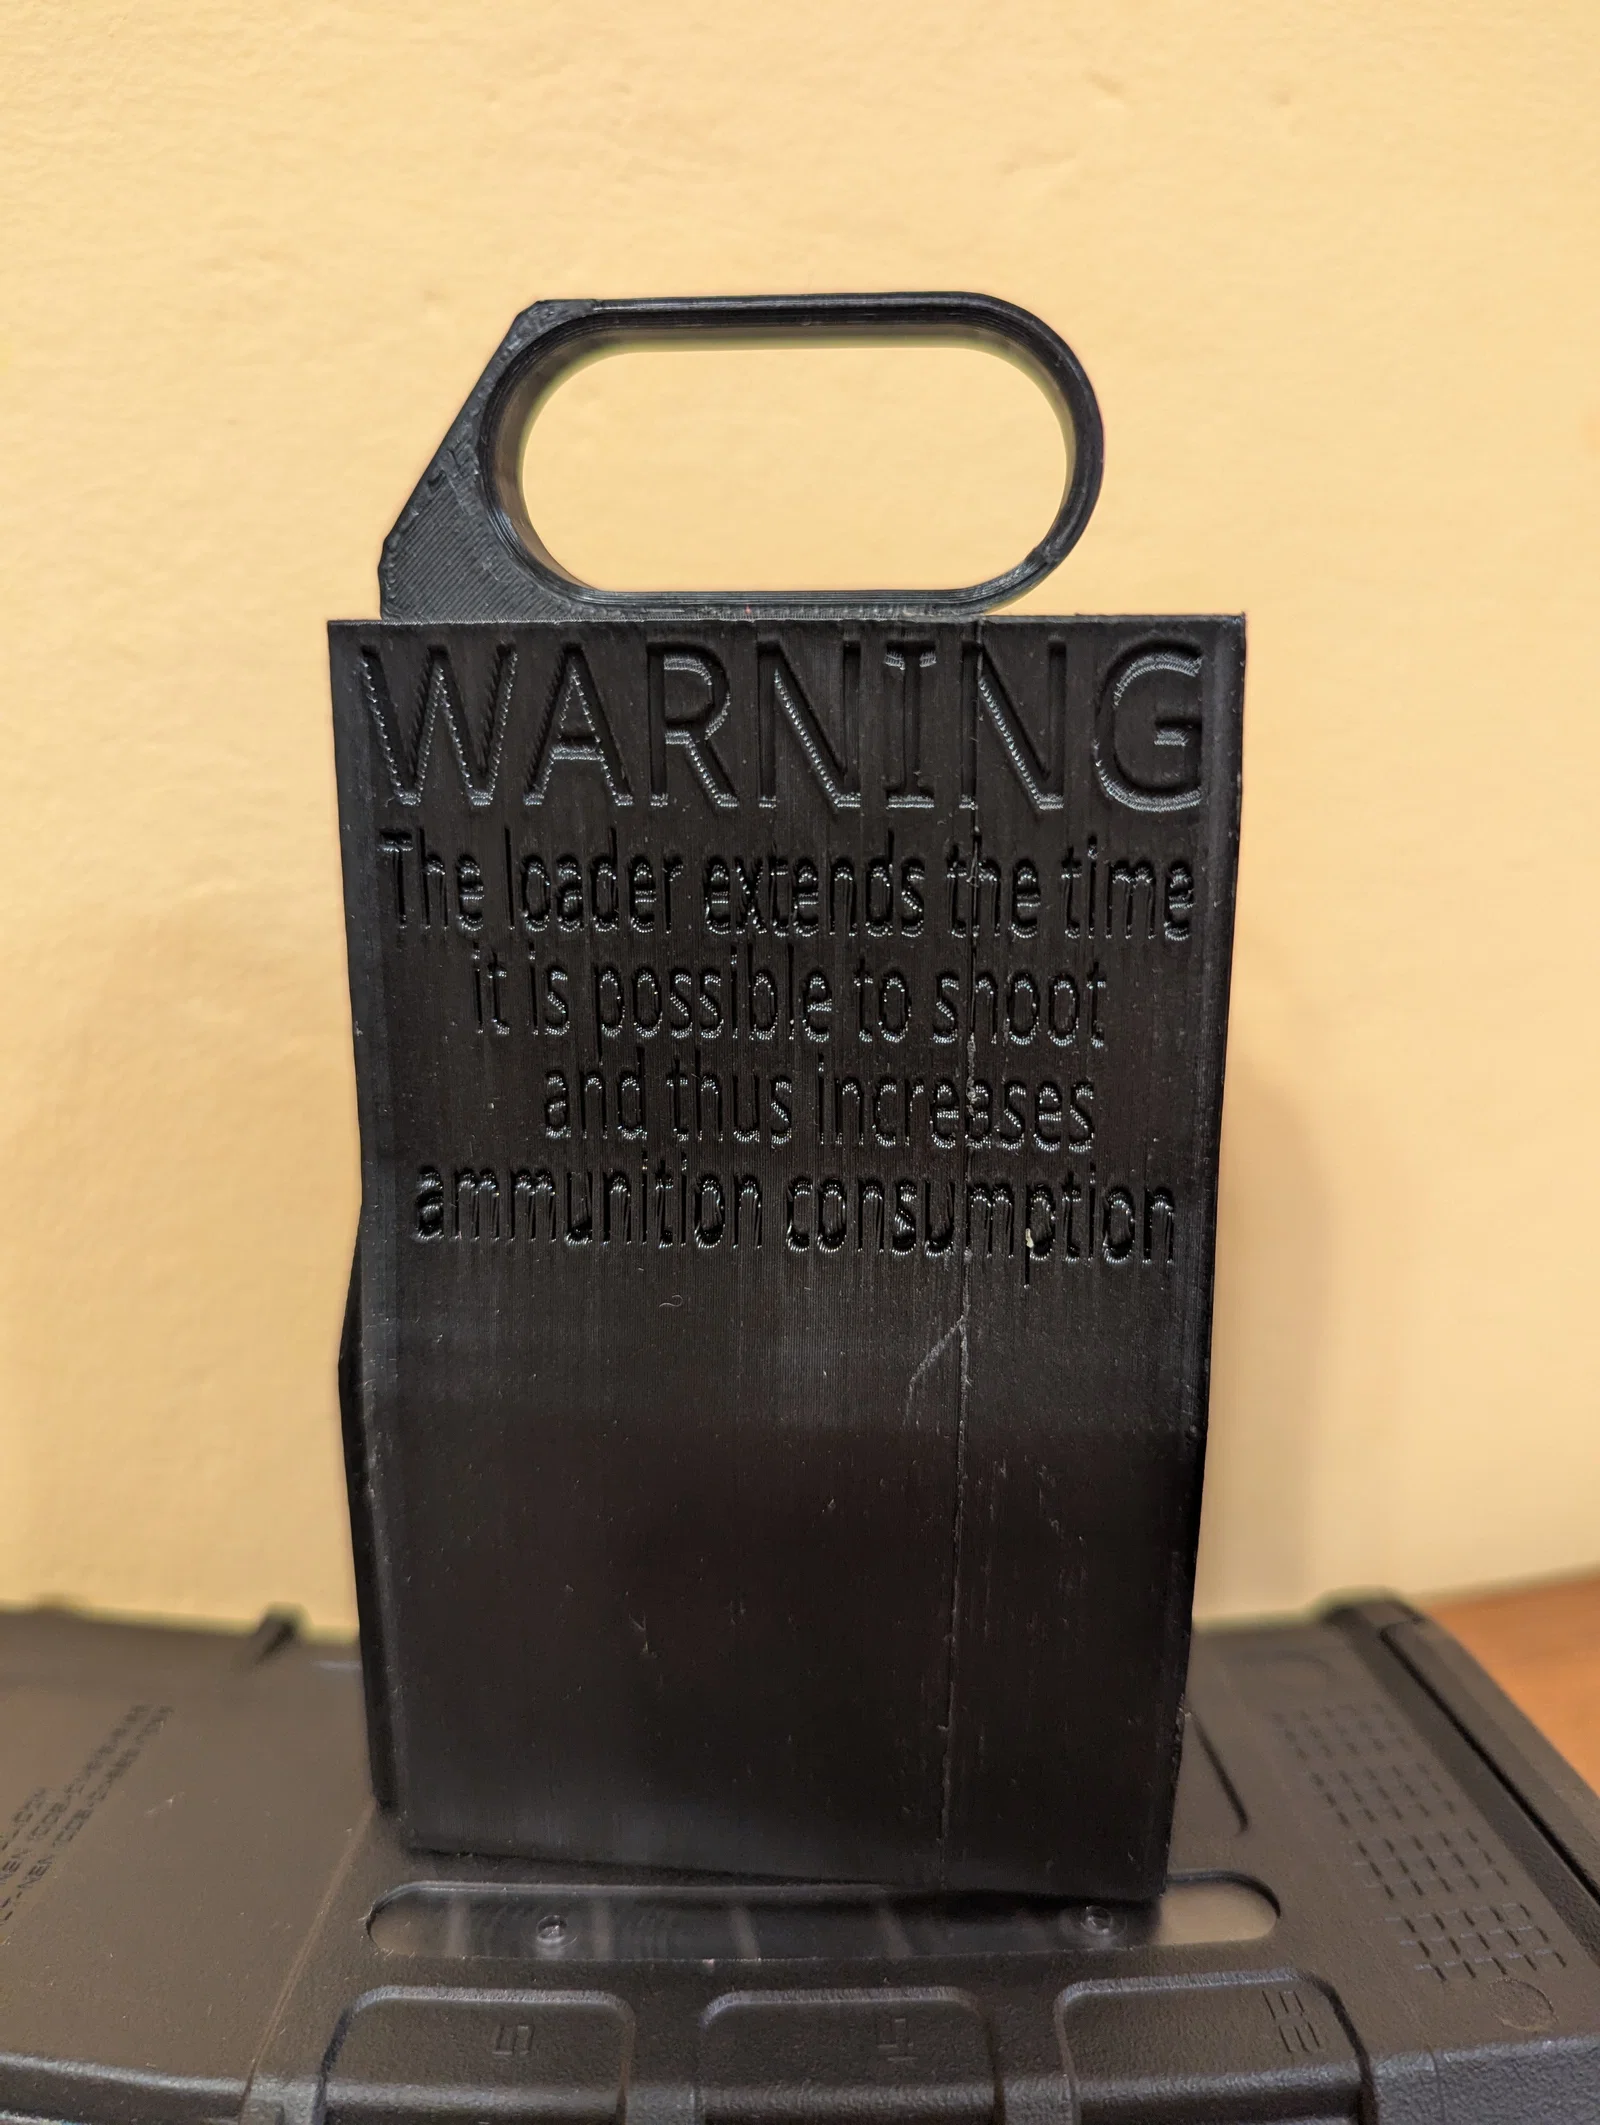 WARNING
The loader extends the time
it is possible to shoot
and thus increases
ammunition consumption